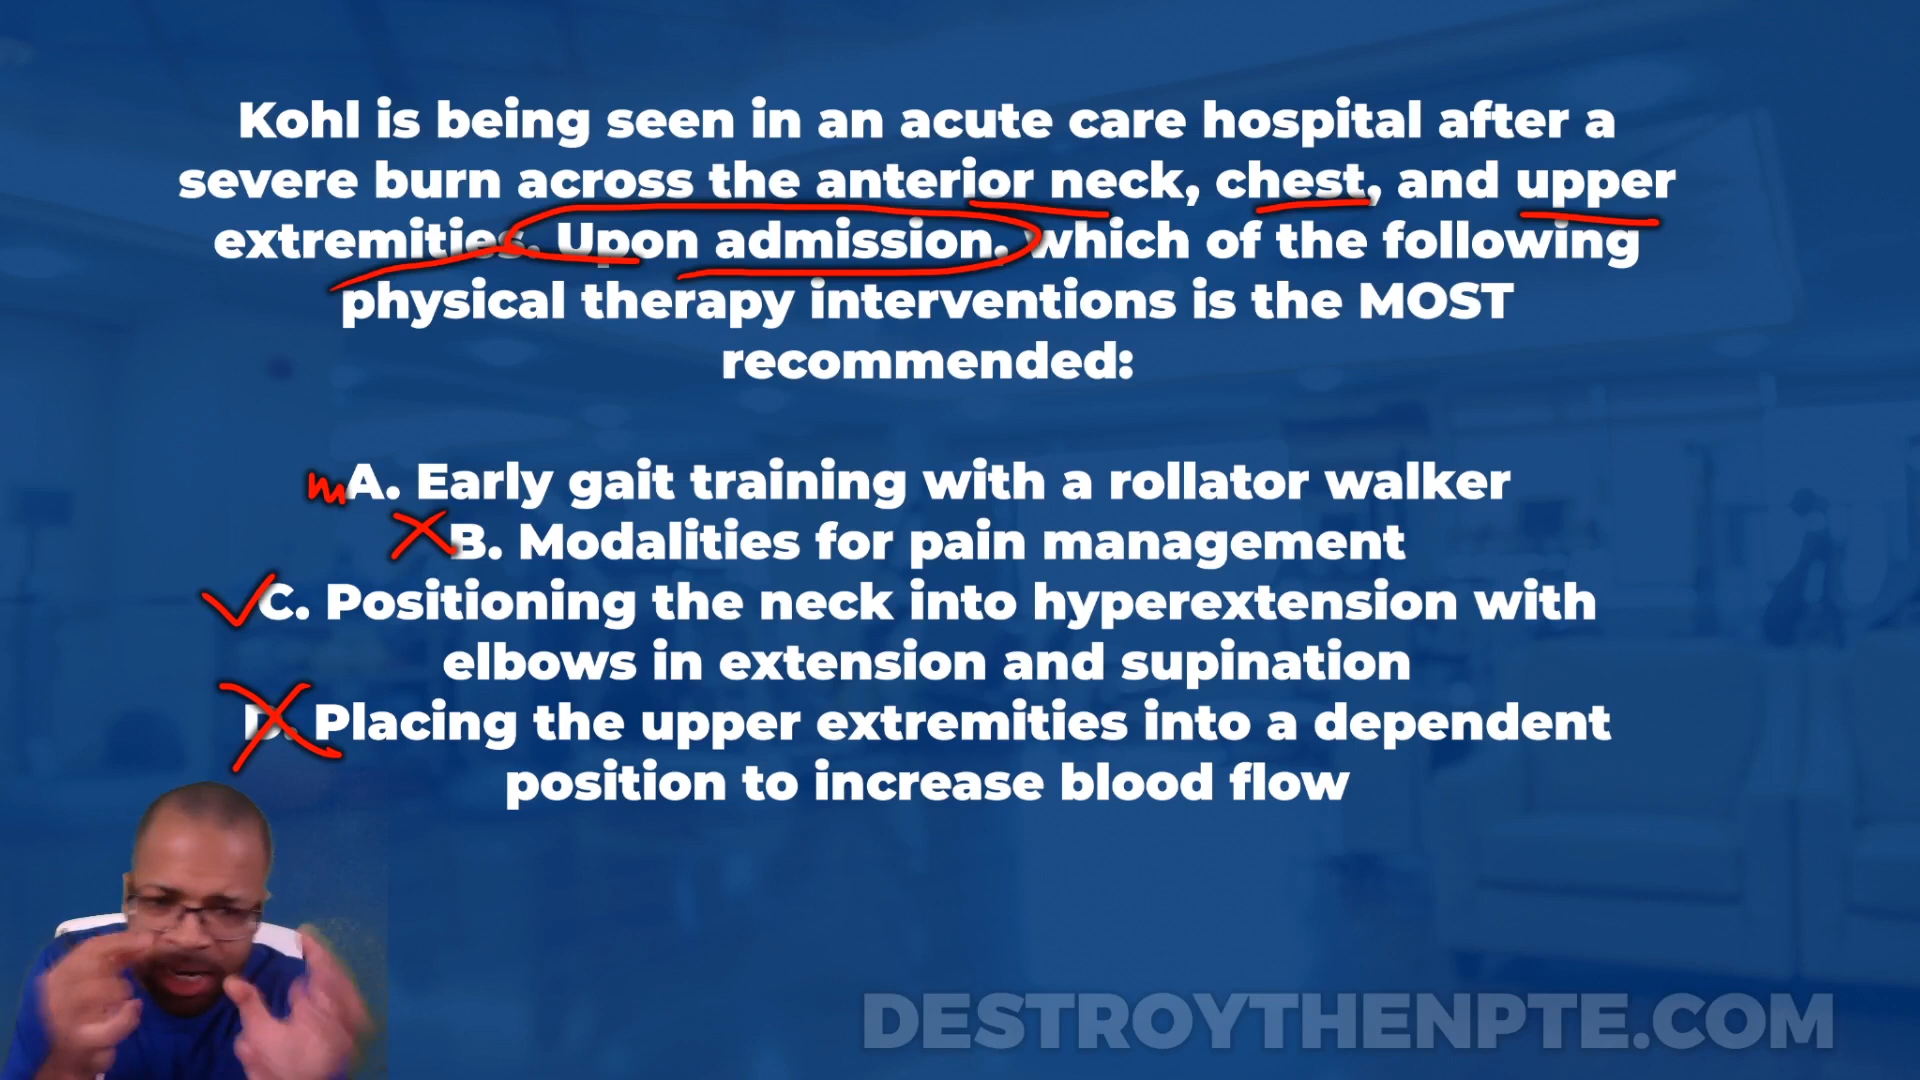 Kohl is being seen in an acute care hospital after a
severe burn across the anterior neck, chest, and upper
extremities. Upon admission, which of the following
physical therapy interventions is the MOST
recommended:
A. Early gait training with a rollator walker
B. Modalities for pain management
C. Positioning the neck into hyperextension with
elbows in extension and supination
D. Placing the upper extremities into a dependent
position to increase blood flow
DESTROYTHENPTE.COM